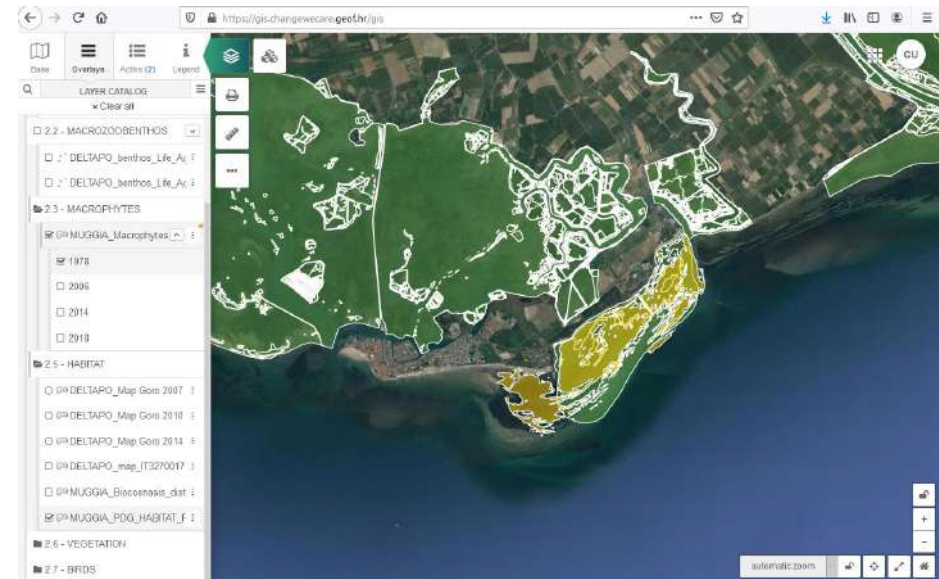 https://gis.changewecare.geof.hr/gis
Base
Overlays
Active (2)
Legend
CU
LAYER CATALOG
× Clear all
2.2 - MACROZOOBENTHOS
DELTAPO_benthos_Life_Ag
DELTAPO_benthos_Life_Ag
2.3 - MACROPHYTES
MUGGIA_Macrophytes
1978
2006
2014
2018
2.5 - HABITAT
DELTAPO_Map Goro 2007
DELTAPO_Map Goro 2010
DELTAPO_Map Goro 2014
DELTAPO_map_IT3270017
MUGGIA_Biocoenosis_dist
MUGGIA_PDG_HABITAT_F
2.6 - VEGETATION
2.7 - BIRDS
automatic zoom